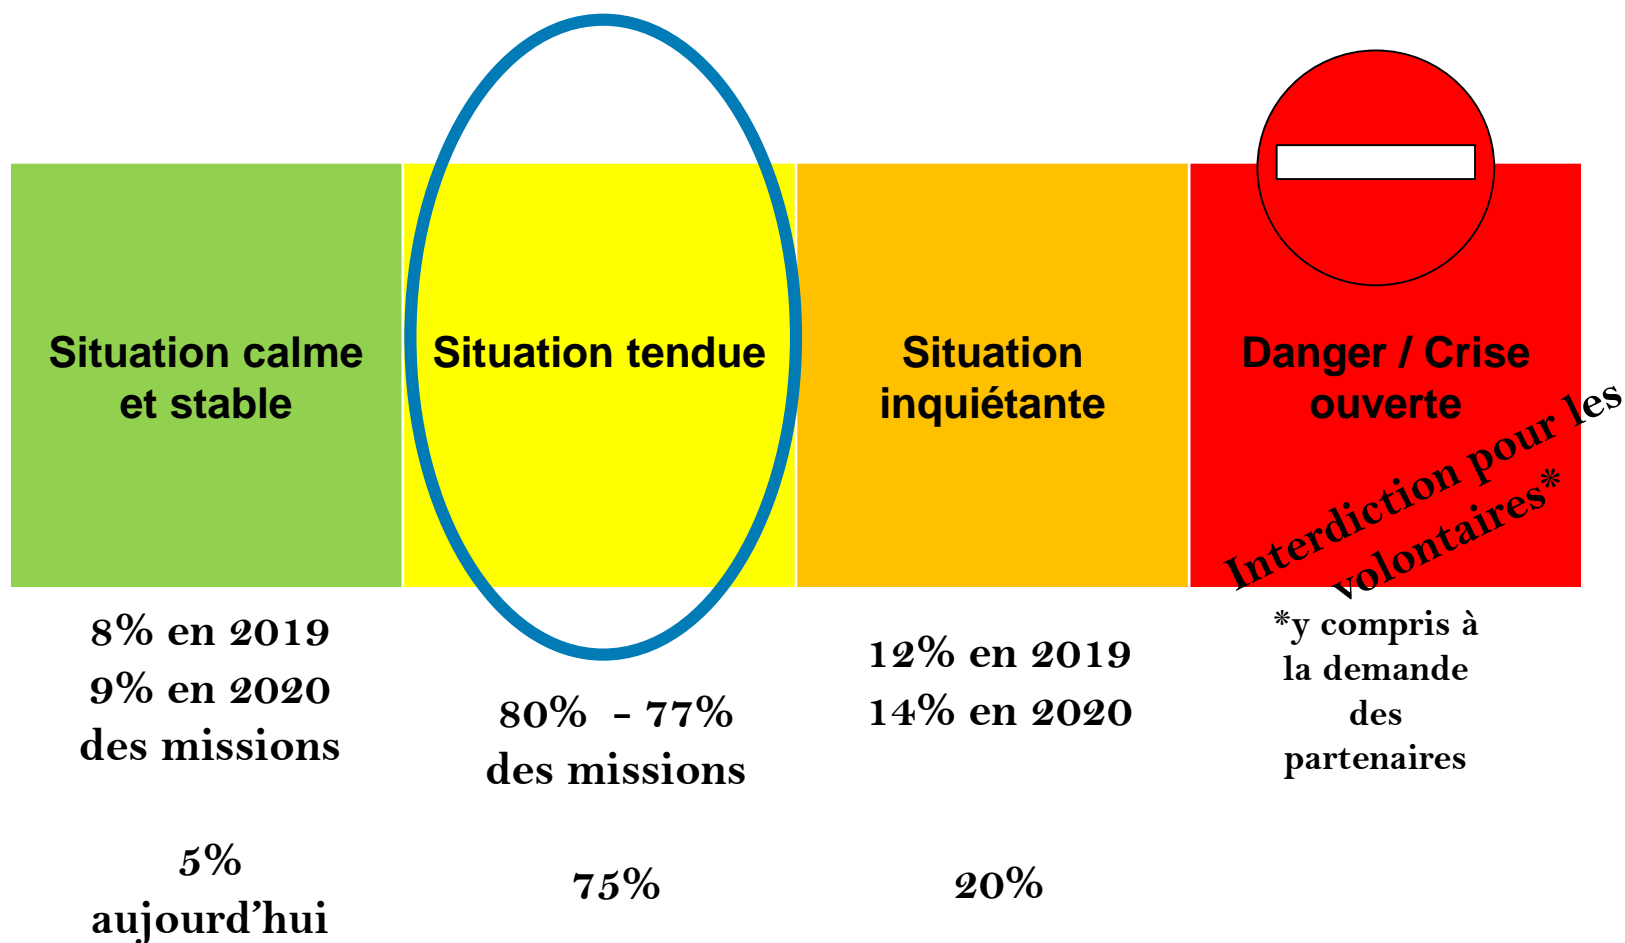 Situation calme
et stable
Situation tendue
Situation
inquiétante
Danger / Crise
ouverte
Interdiction pour les
volontaires*
8% en 2019
9% en 2020
des missions
80% - 77%
des missions
12% en 2019
14% en 2020
*y compris à
la demande
des
partenaires
5%
aujourd’hui
75%
20%